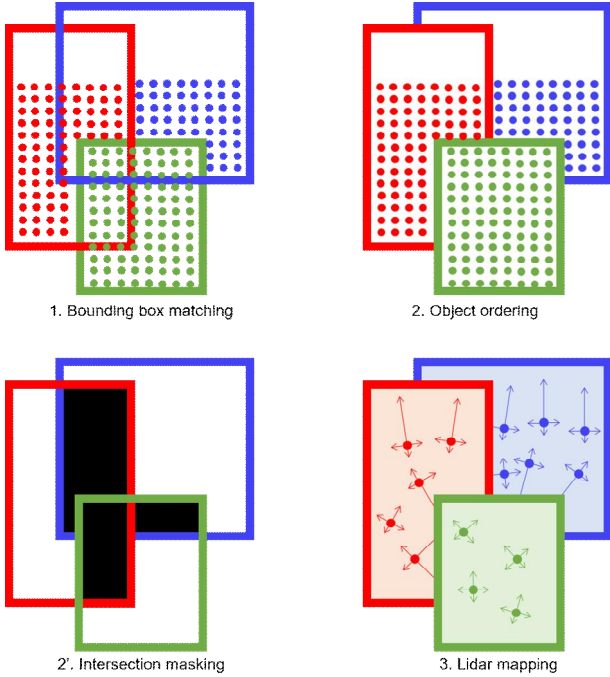 1. Bounding box matching
2. Object ordering
2'. Intersection masking
3. Lidar mapping